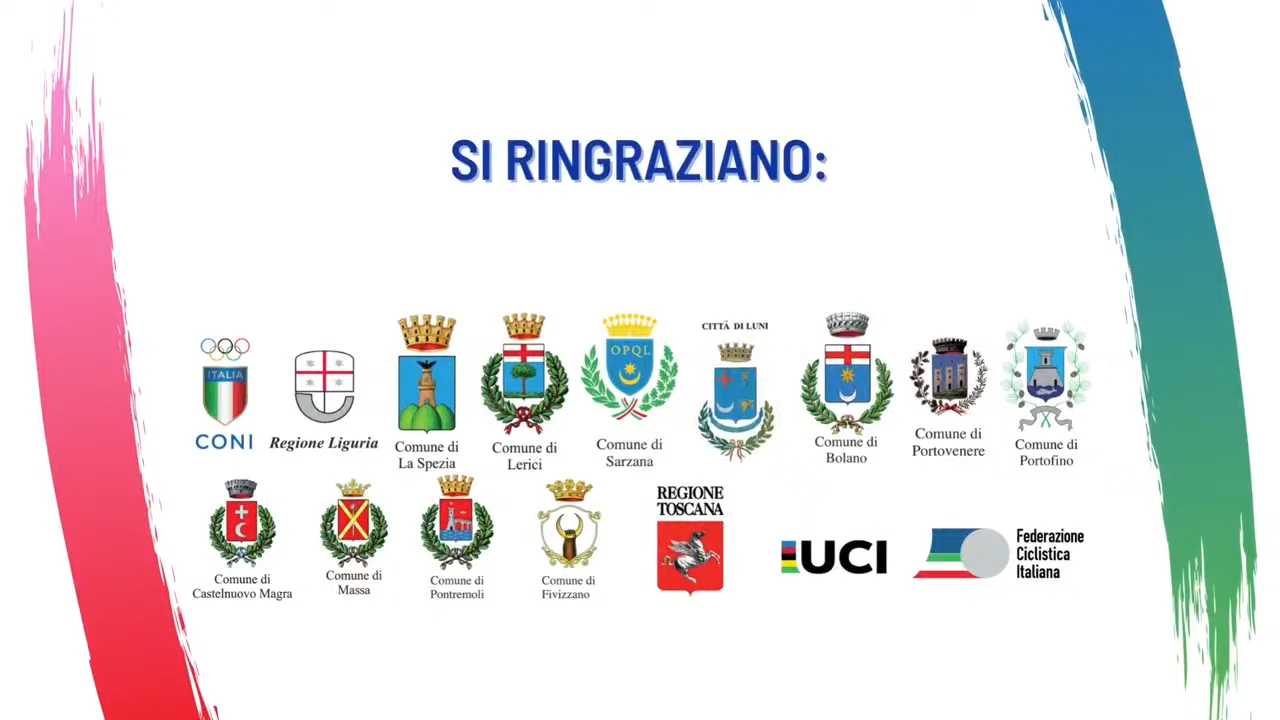 SI RINGRAZIANO:
ITALIA
CONI
Regione Liguria
Comune di
La Spezia
Comune di
Lerici
OPQL
Comune di
Sarzana
CITTÀ DI LUNI
Comune di
Bolano
Comune di
Portovenere
Comune di
Portofino
Comune di
Castelnuovo Magra
Comune di
Massa
Comune di
Pontremoli
Comune di
Fivizzano
REGIONE
TOSCANA
UCI
Federazione
Ciclistica
Italiana